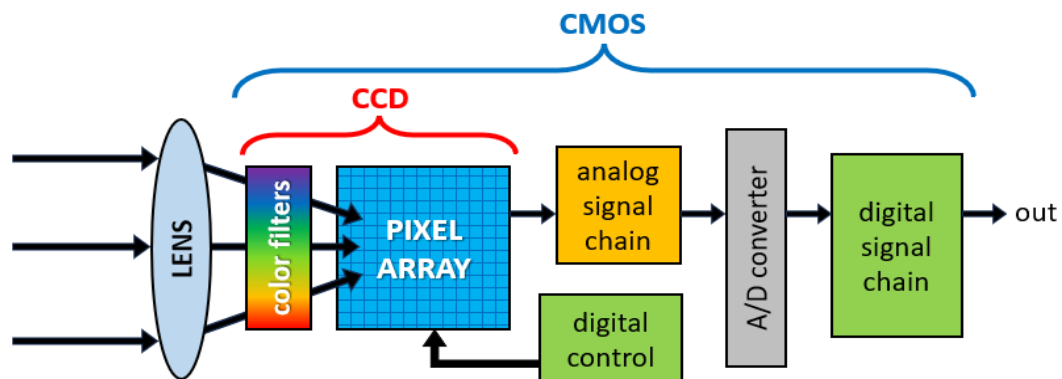 CMOS
CCD
LENS
color filters
PIXEL
ARRAY
analog
signal
chain
digital
control
A/D converter
digital
signal
chain
out